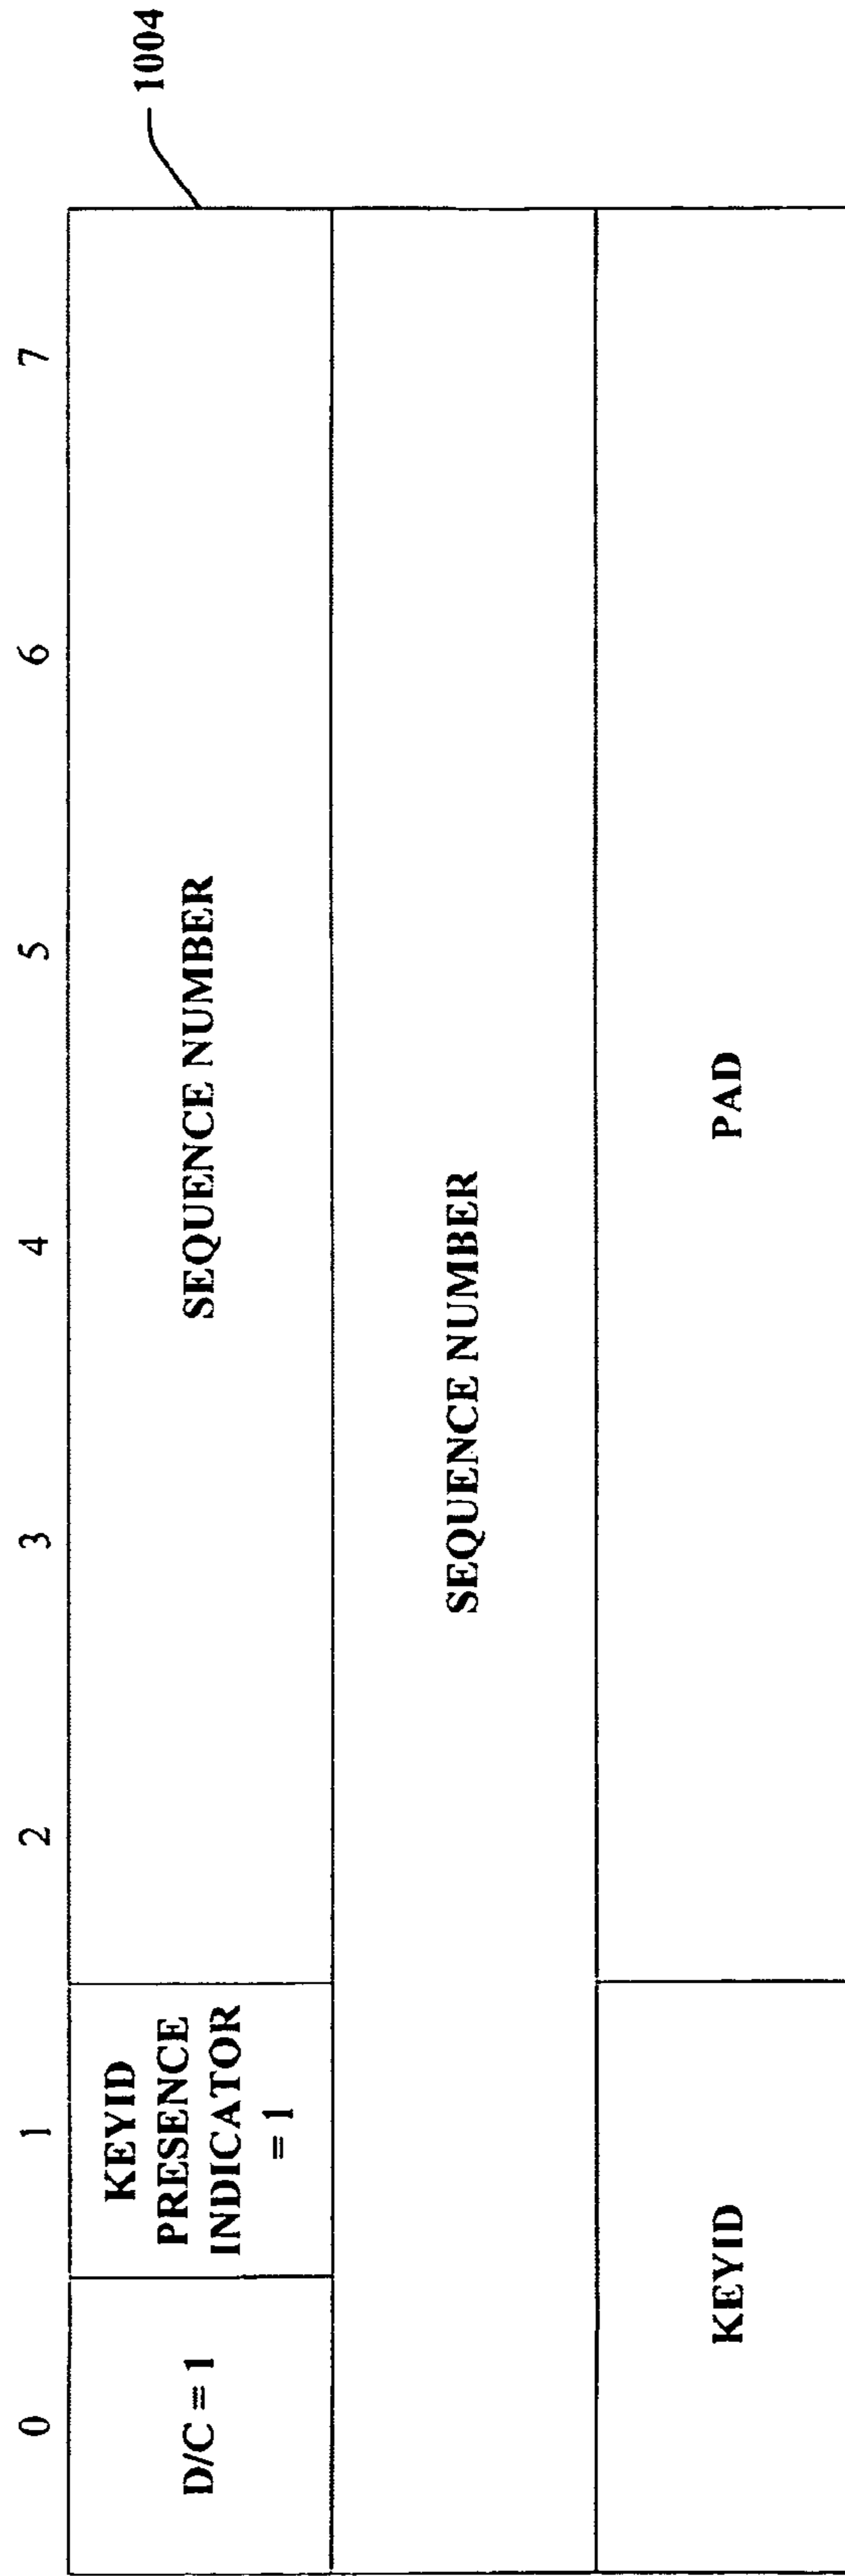 0 1 2 3 4 5 6 7
1004
D/C = 1
KEYID
PRESENCE
INDICATOR
= 1
SEQUENCE NUMBER
SEQUENCE NUMBER
KEYID
PAD